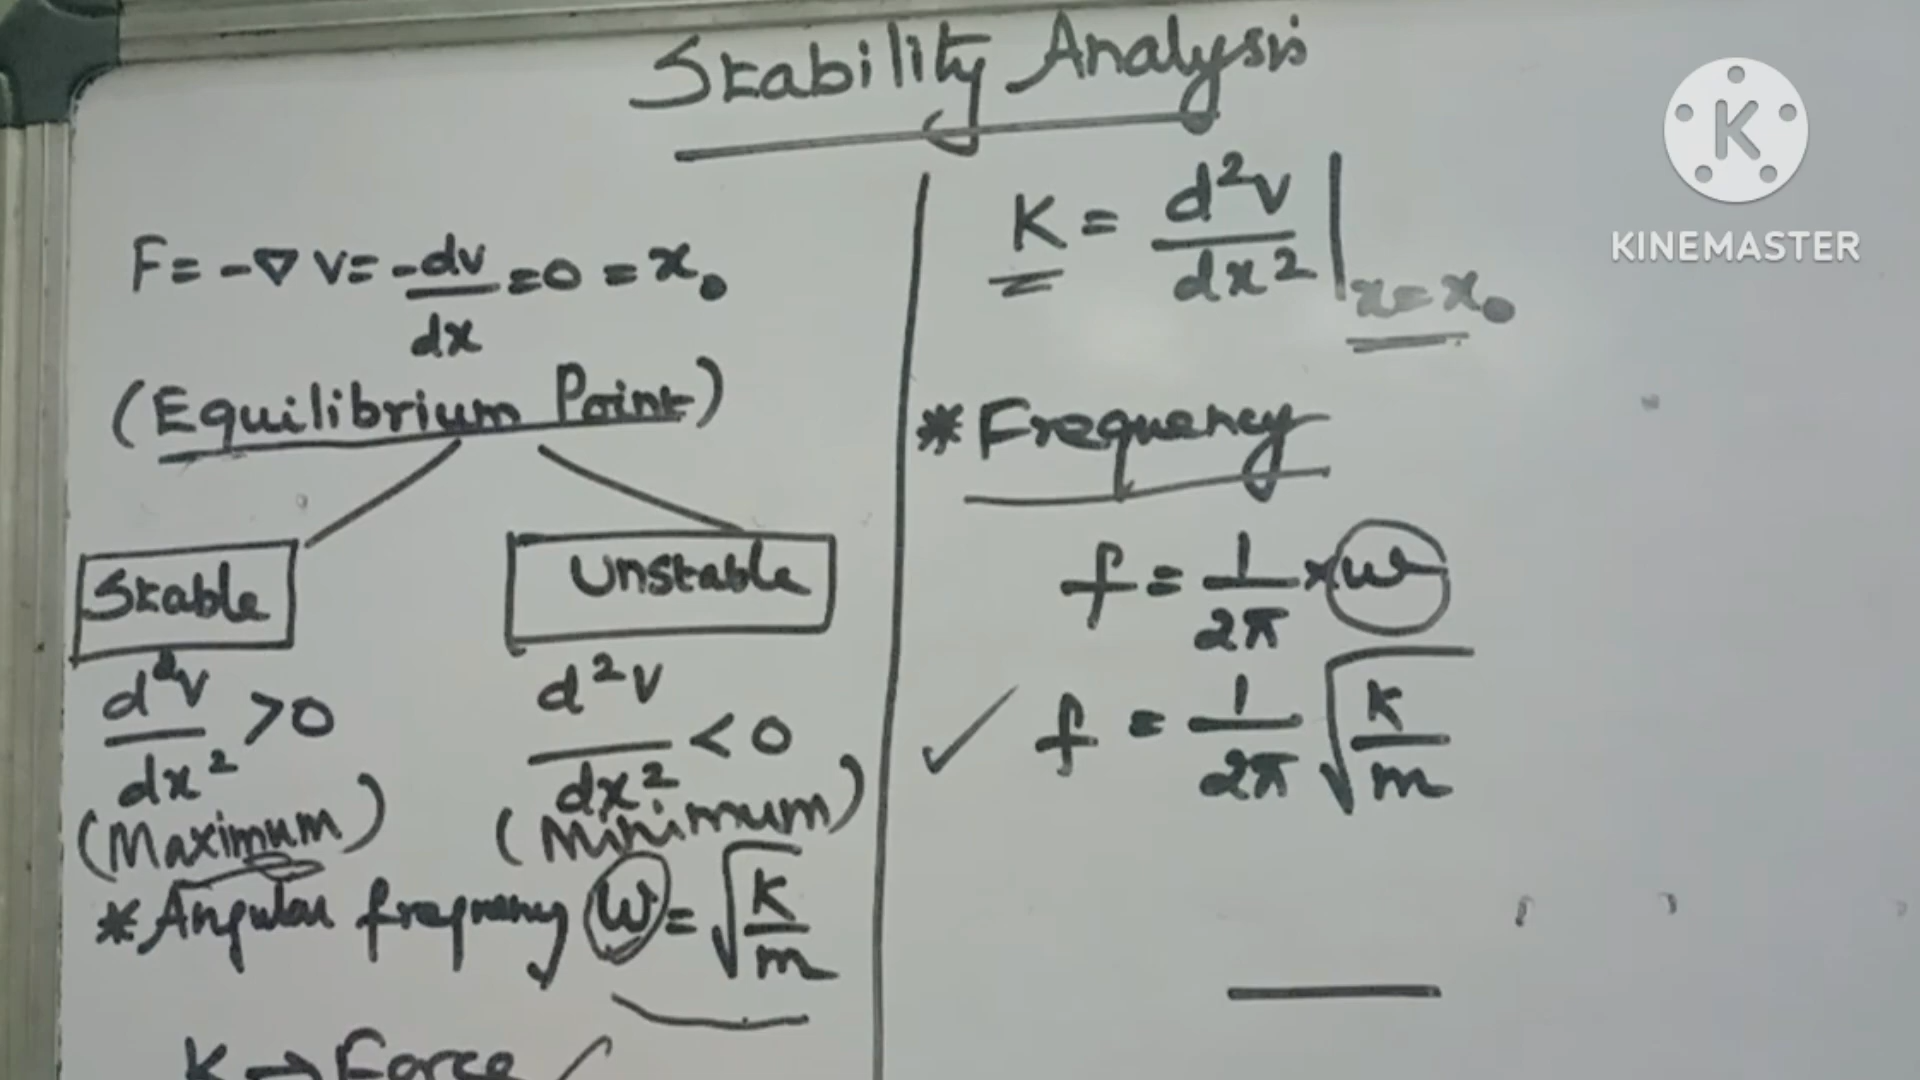 Stability Analysis
F = -∇ V = -dv/dx = 0 = x₀
(Equilibrium Point)
Stable
Unstable
d²v/dx² > 0
d²v/dx² < 0
(Maximum)
(Minimum)
* Angular frequency ω = √(K/m)
K → Force
K = d²v/dx² | x = x₀
* Frequency
f = 1/2π × ω
f = 1/2π √(K/m)
K
KINEMASTER